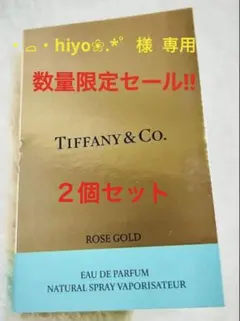 *° ᓚ・hiyo❀.*° 様 専用
数量限定セール!!
TIFFANY & CO.
２個セット
ROSE GOLD
EAU DE PARFUM
NATURAL SPRAY VAPORISATEUR